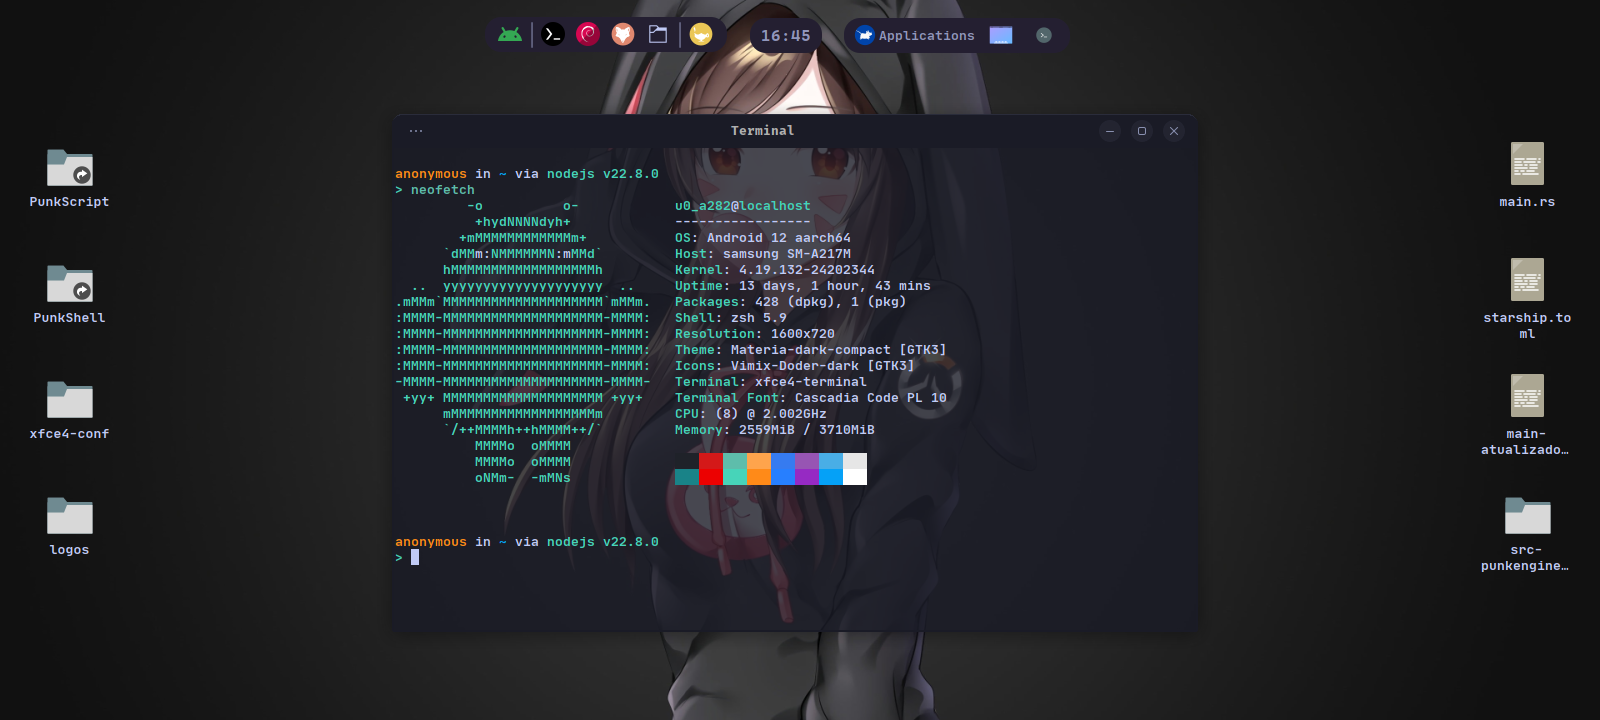 16:45
Applications
PunkScript
PunkShell
xfce4-conf
logos
Terminal
anonymous in ~ via nodejs v22.8.0
> neofetch
-o          o-
+hydNNNNdyh+
+mMMMMMMMMMMMMm+
`dMMm:NMMMMMMN:mMMd`
hMMMMMMMMMMMMMMMMMMh
..  yyyyyyyyyyyyyyyyyyyy  ..
.mMMm`MMMMMMMMMMMMMMMMMMMM`mMMm.
:MMMM-MMMMMMMMMMMMMMMMMMMM-MMMM:
:MMMM-MMMMMMMMMMMMMMMMMMMM-MMMM:
:MMMM-MMMMMMMMMMMMMMMMMMMM-MMMM:
:MMMM-MMMMMMMMMMMMMMMMMMMM-MMMM:
-MMMM-MMMMMMMMMMMMMMMMMMMM-MMMM-
+yy+ MMMMMMMMMMMMMMMMMMMM +yy+
mMMMMMMMMMMMMMMMMMMm
`/++MMMMh++hMMMM++/`
MMMMo  oMMMM
MMMMo  oMMMM
oNMm-  -mMNs
u0_a282@localhost
-----------------
OS: Android 12 aarch64
Host: samsung SM-A217M
Kernel: 4.19.132-24202344
Uptime: 13 days, 1 hour, 43 mins
Packages: 428 (dpkg), 1 (pkg)
Shell: zsh 5.9
Resolution: 1600x720
Theme: Materia-dark-compact [GTK3]
Icons: Vimix-Doder-dark [GTK3]
Terminal: xfce4-terminal
Terminal Font: Cascadia Code PL 10
CPU: (8) @ 2.002GHz
Memory: 2559MiB / 3710MiB
anonymous in ~ via nodejs v22.8.0
>
main.rs
starship.to
ml
main-
atualizado…
src-
punkengine…